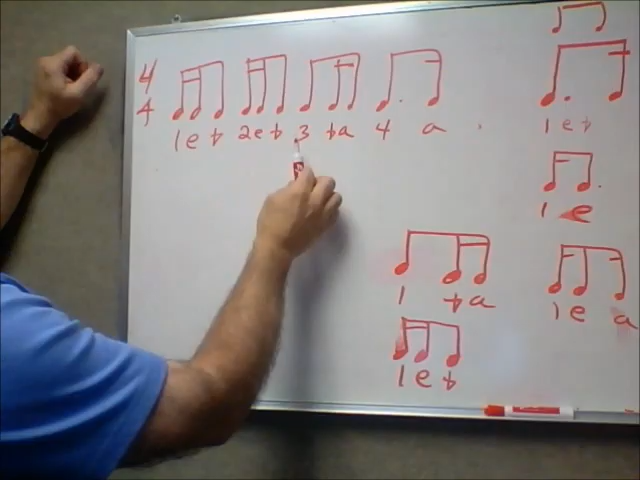 4
4
1 e + 2 e + 3 + a 4 a
1 e +
1 e
1 + a
1 e a
1 e +